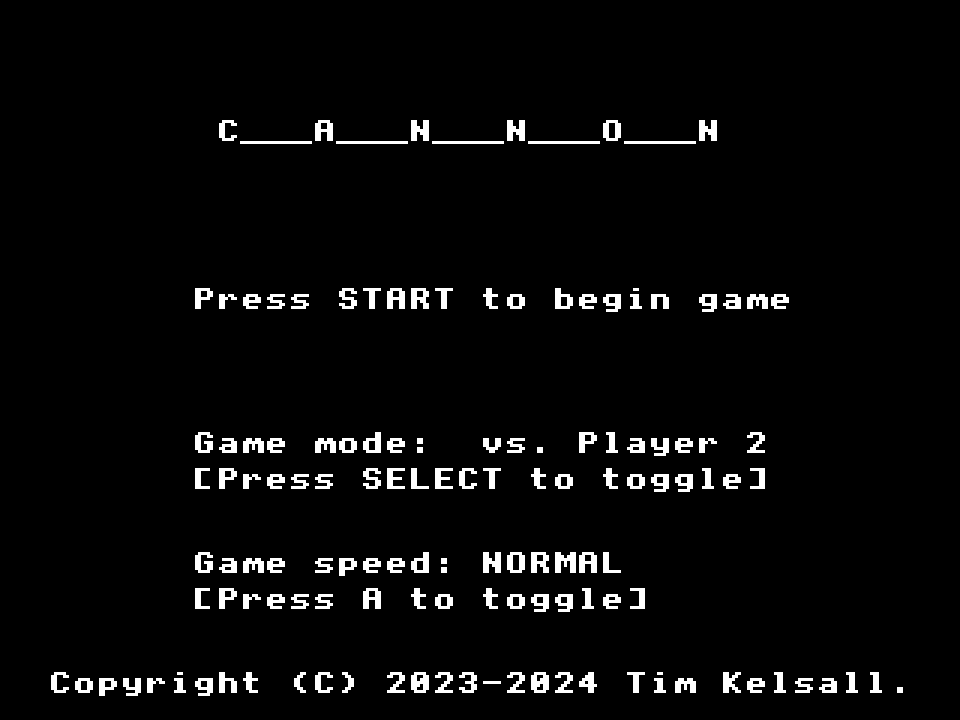 C___A___N___N___O___N
Press START to begin game
Game mode:  vs. Player 2
[Press SELECT to toggle]
Game speed: NORMAL
[Press A to toggle]
Copyright (C) 2023-2024 Tim Kelsall.